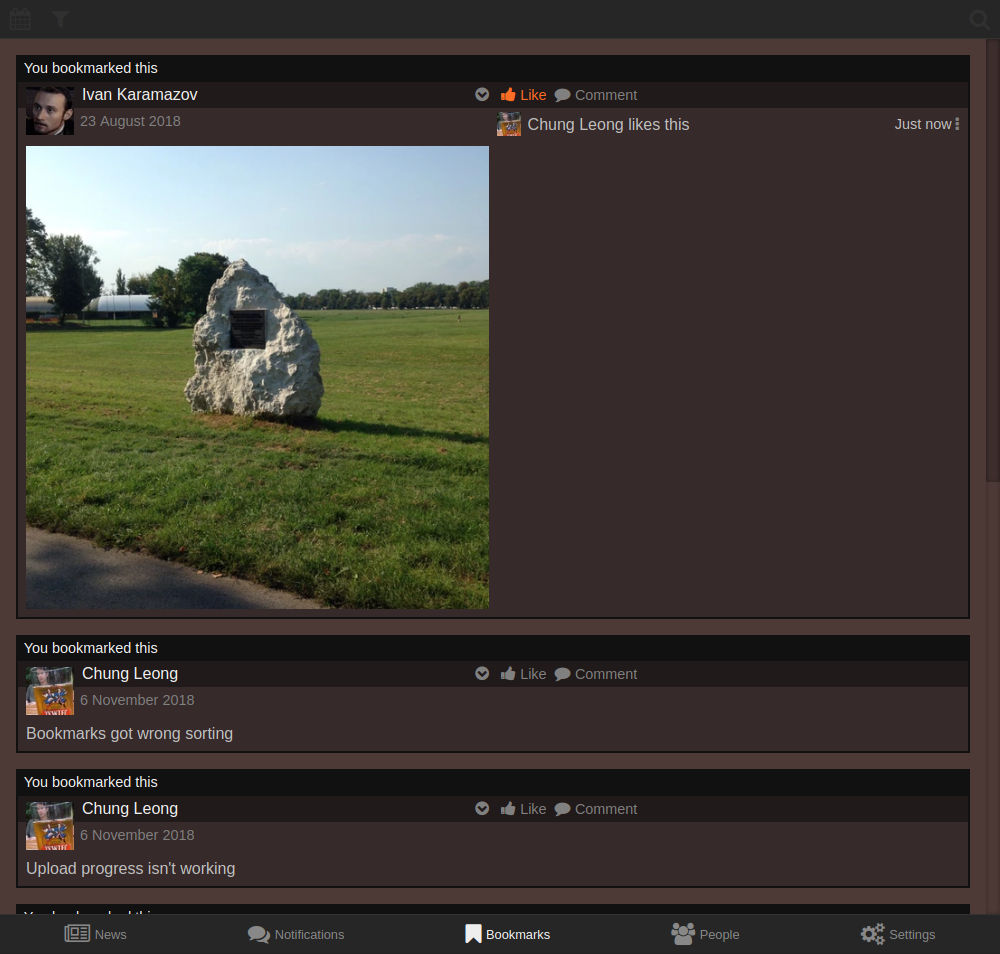 You bookmarked this
Ivan Karamazov
Like Comment
23 August 2018
Chung Leong likes this
Just now
You bookmarked this
Chung Leong
Like Comment
6 November 2018
Bookmarks got wrong sorting
You bookmarked this
Chung Leong
Like Comment
6 November 2018
Upload progress isn't working
News
Notifications
Bookmarks
People
Settings